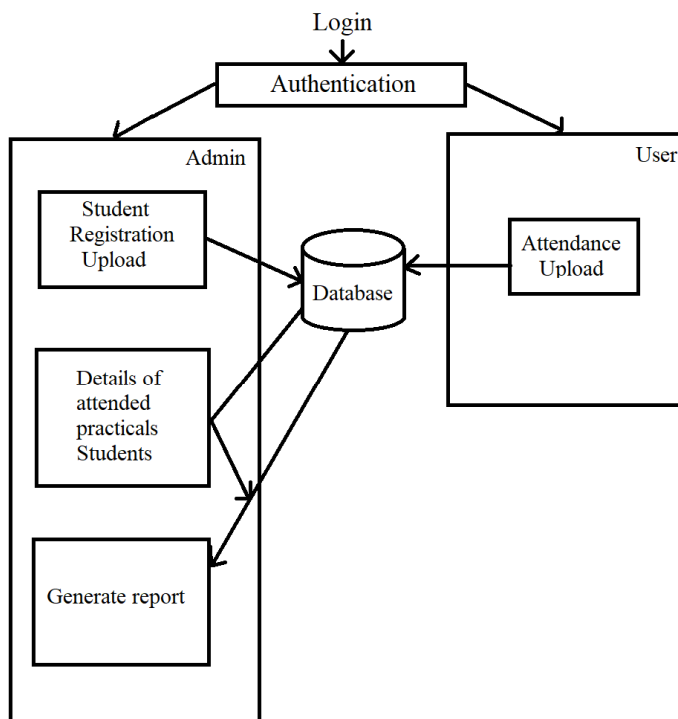 Login
Authentication
Admin
User
Student
Registration
Upload
Attendance
Upload
Database
Details of
attended
practicals
Students
Generate report